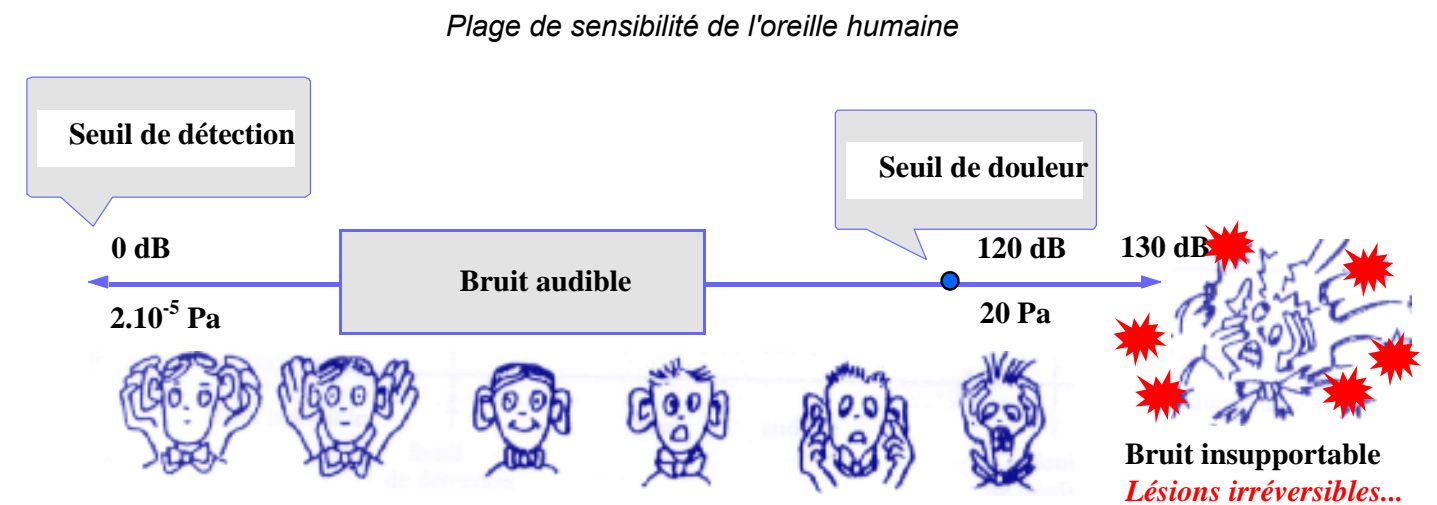 Plage de sensibilité de l'oreille humaine
Seuil de détection
Seuil de douleur
0 dB
120 dB
130 dB
Bruit audible
2.10⁻⁵ Pa
20 Pa
Bruit insupportable
Lésions irréversibles...